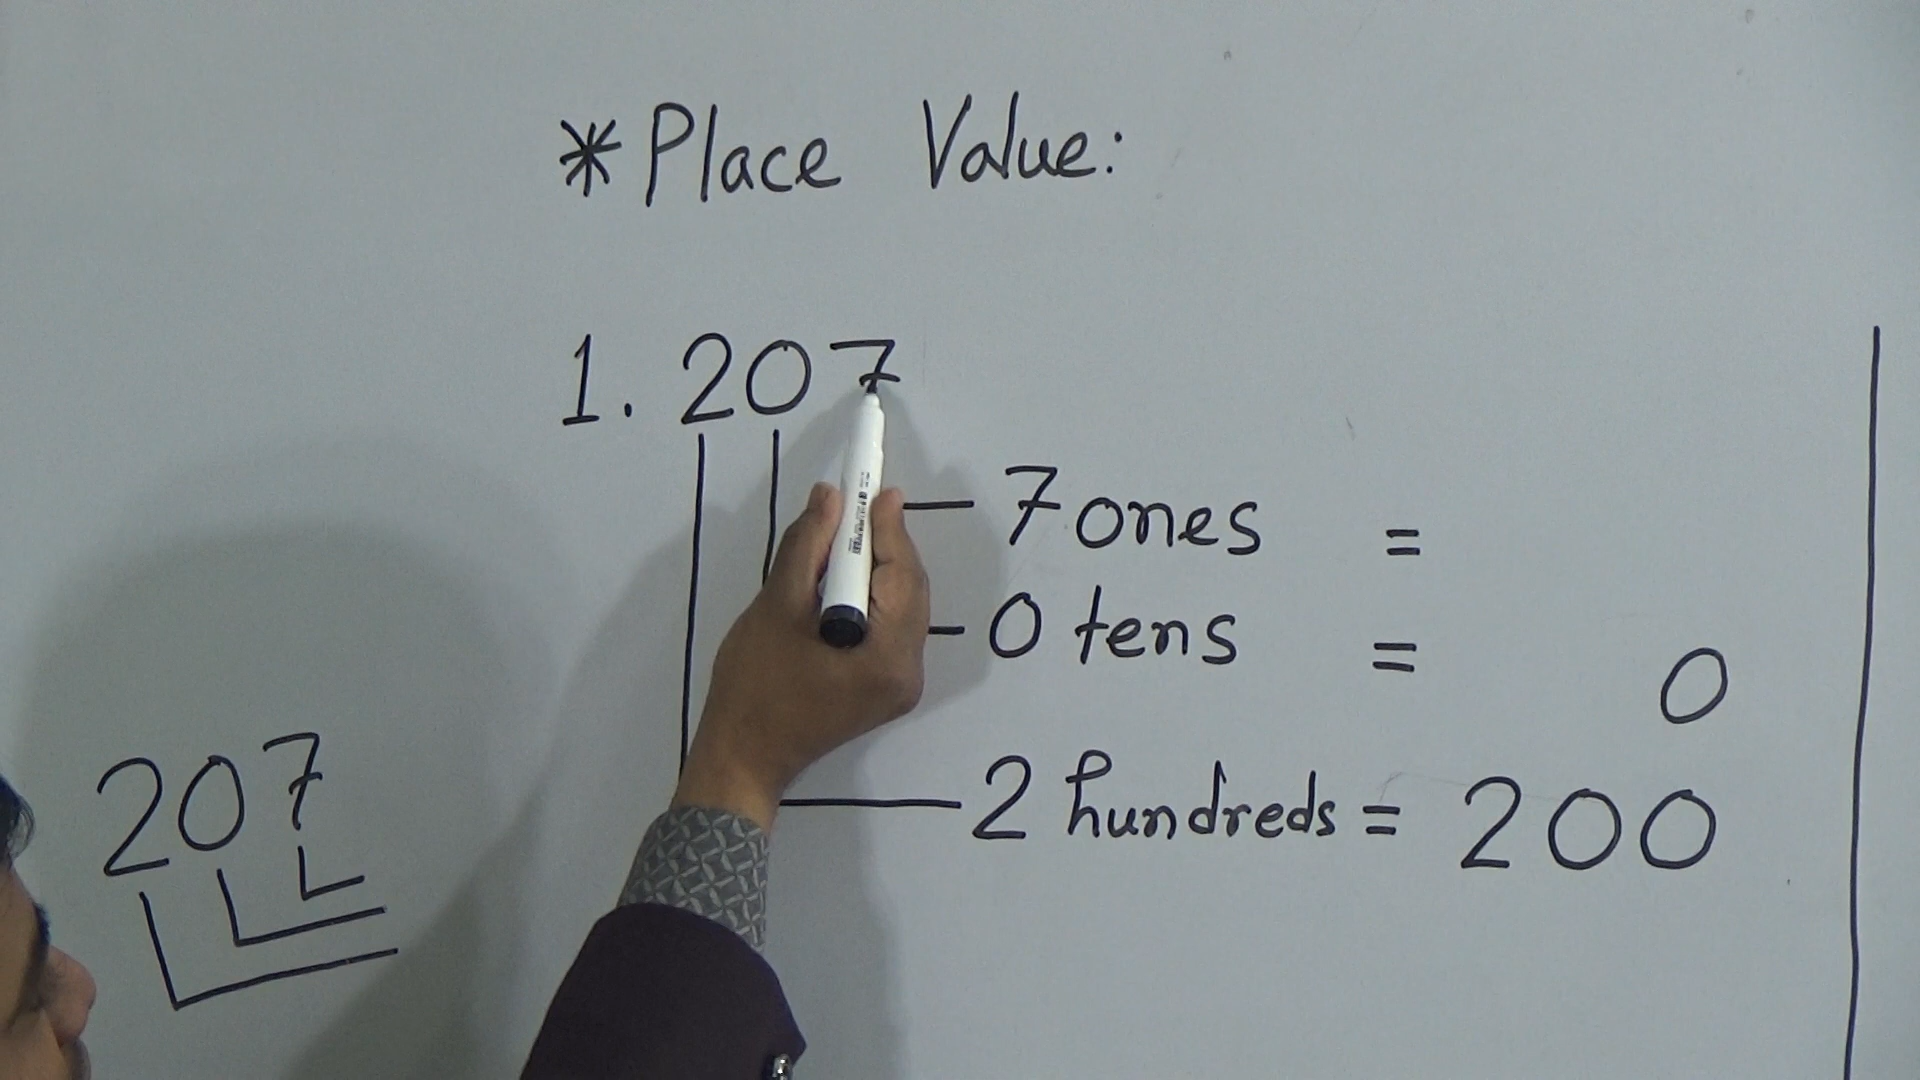 *Place Value:
1. 207
7 ones =
0 tens = 0
2 hundreds = 200
207